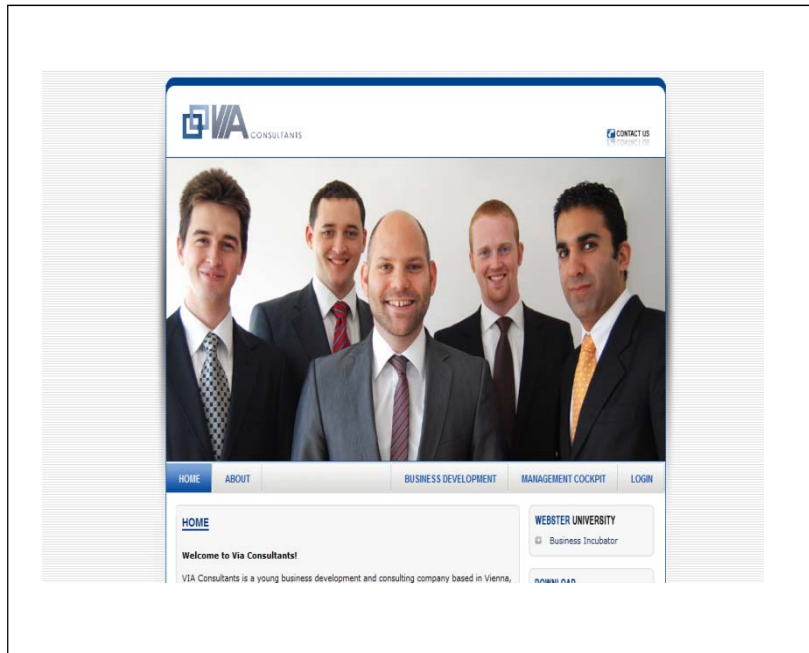 VIA CONSULTANTS
CONTACT US
HOME ABOUT BUSINESS DEVELOPMENT MANAGEMENT COCKPIT LOGIN
HOME
Welcome to Via Consultants!
VIA Consultants is a young business development and consulting company based in Vienna,
WEBSTER UNIVERSITY
Business Incubator
DOWNLOAD